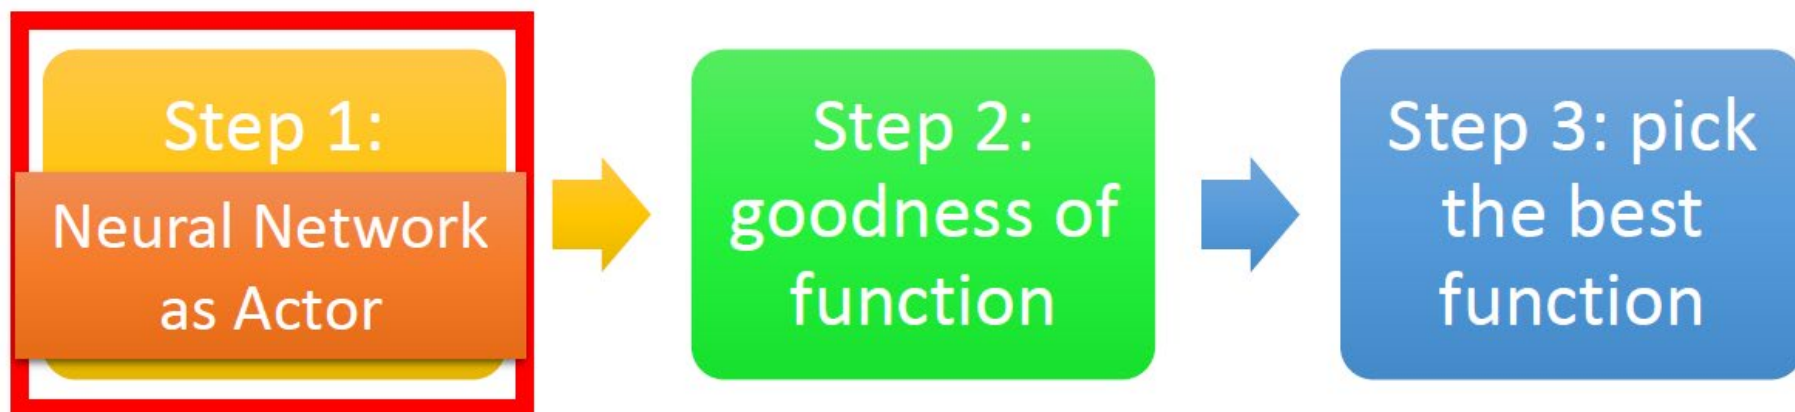 Step 1:
Neural Network
as Actor
Step 2:
goodness of
function
Step 3: pick
the best
function